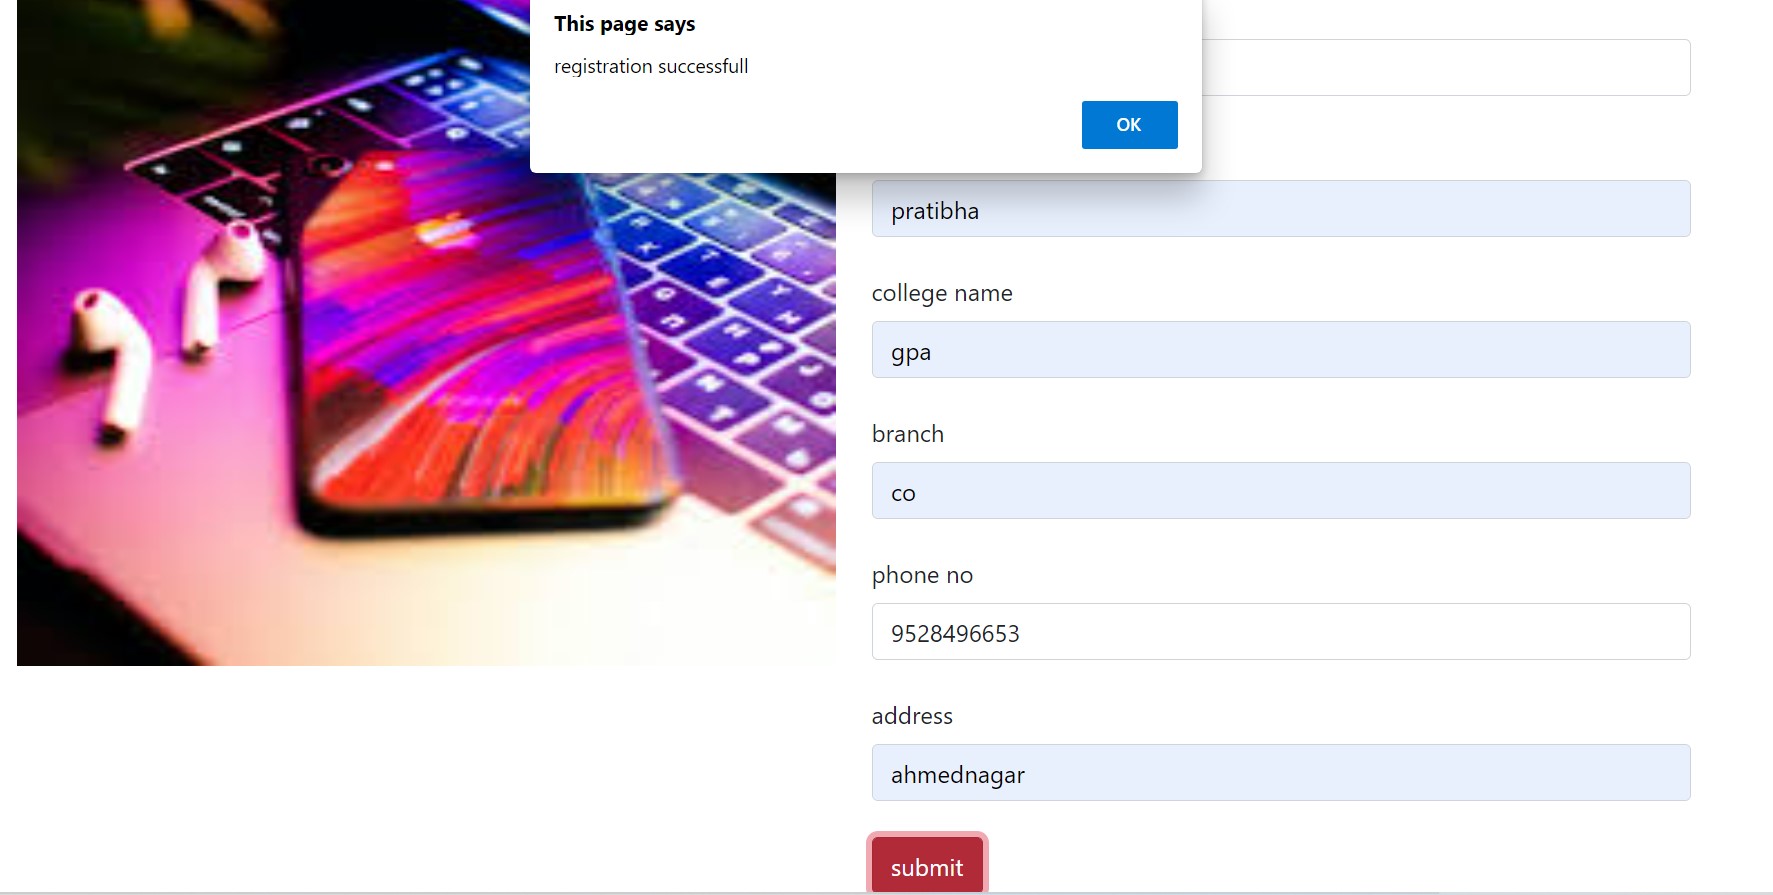 This page says
registration successfull
OK
pratibha
college name
gpa
branch
co
phone no
9528496653
address
ahmednagar
submit